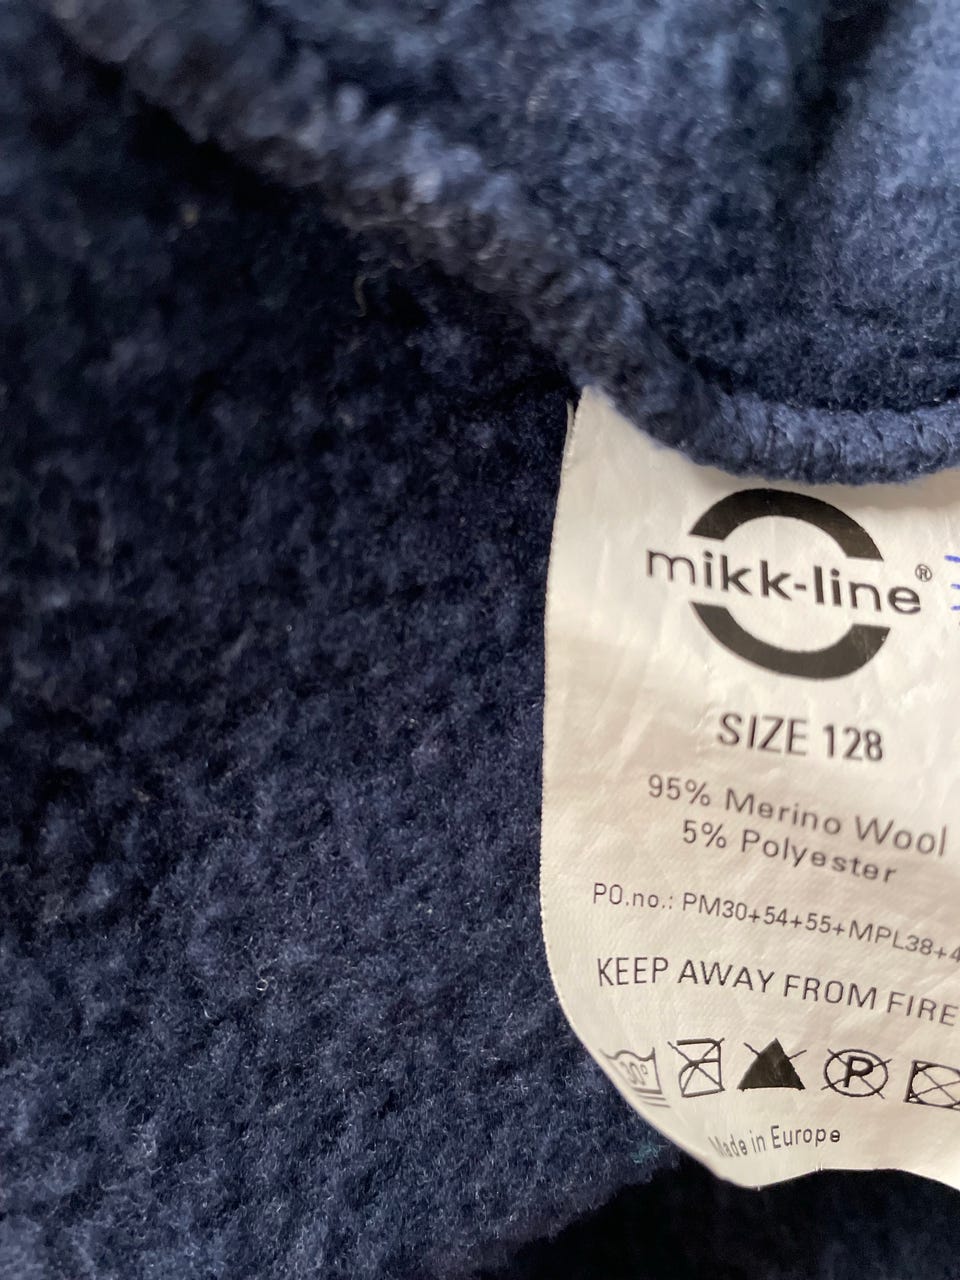 mikk-line®
SIZE 128
95% Merino Wool
5% Polyester
PO.no.: PM30+54+55+MPL38+4
KEEP AWAY FROM FIRE
30°
P
Made in Europe